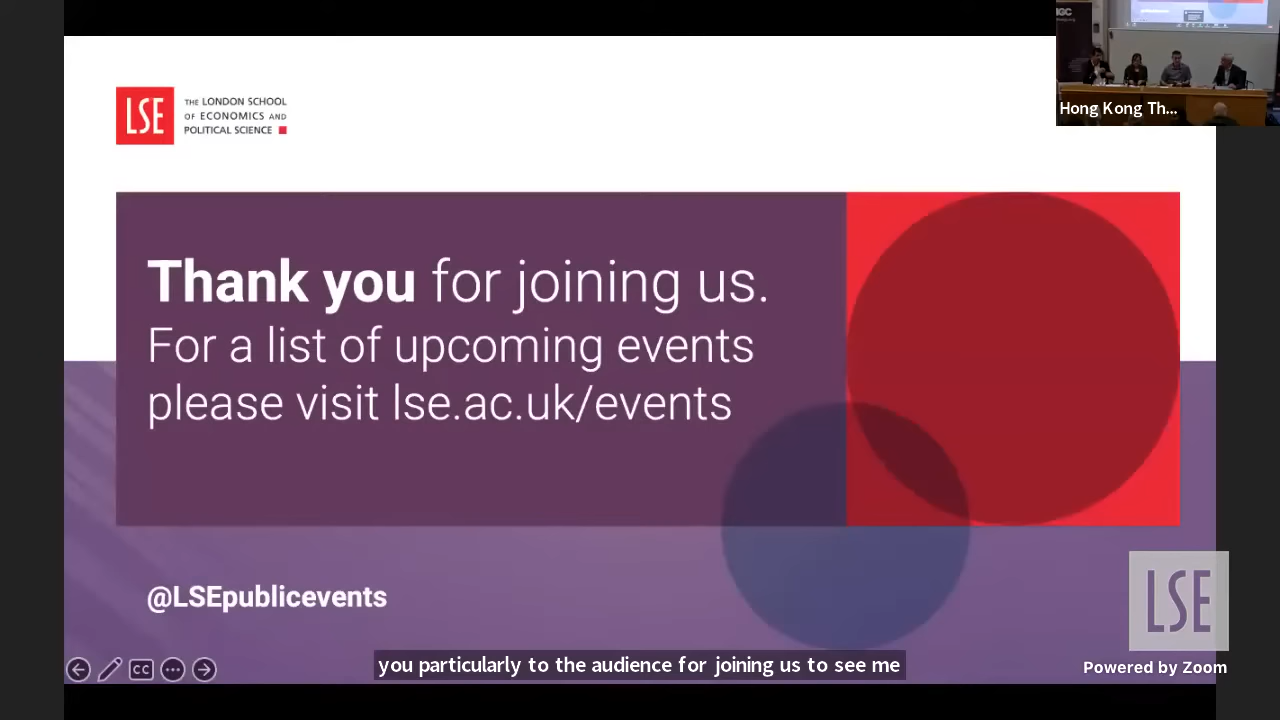 LSE
THE LONDON SCHOOL
OF ECONOMICS AND
POLITICAL SCIENCE
IGC
Hong Kong Th...
Thank you for joining us.
For a list of upcoming events
please visit lse.ac.uk/events
@LSEpublicevents
CC
you particularly to the audience for joining us to see me
LSE
Powered by Zoom